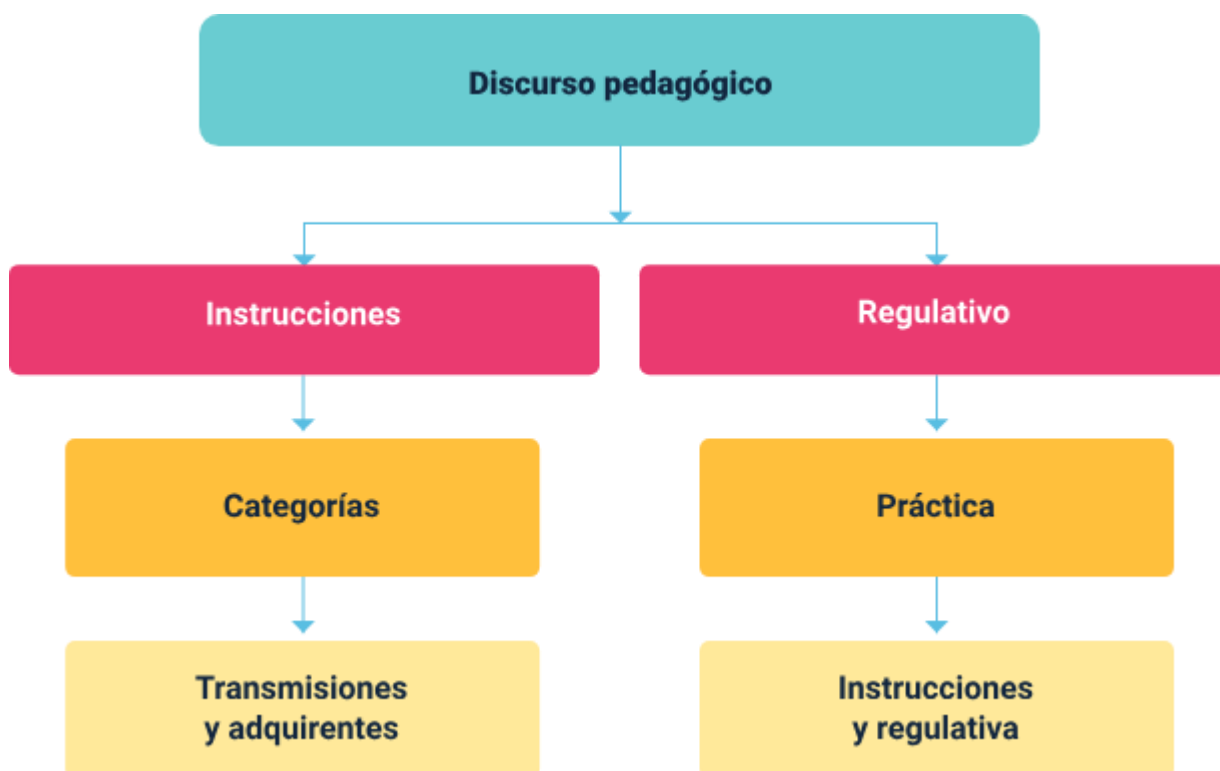 Discurso pedagógico
Instrucciones
Regulativo
Categorías
Práctica
Transmisiones
y adquirentes
Instrucciones
y regulativa